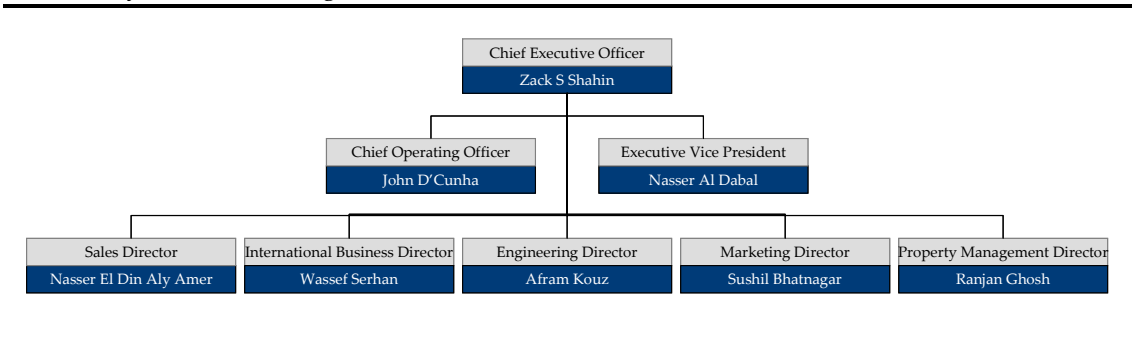 Chief Executive Officer
Zack S Shahin
Chief Operating Officer
John D’Cunha
Executive Vice President
Nasser Al Dabal
Sales Director
Nasser El Din Aly Amer
International Business Director
Wassef Serhan
Engineering Director
Afram Kouz
Marketing Director
Sushil Bhatnagar
Property Management Director
Ranjan Ghosh